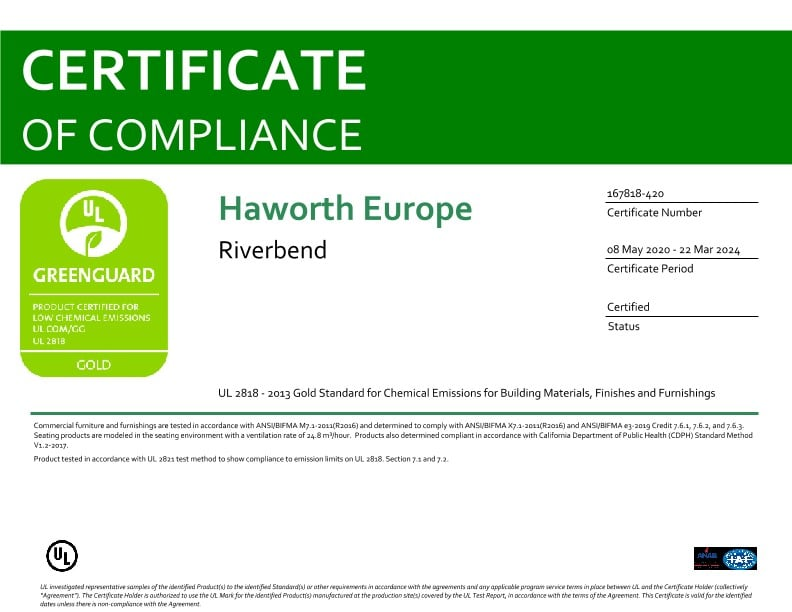 CERTIFICATE
OF COMPLIANCE
UL
GREENGUARD
PRODUCT CERTIFIED FOR
LOW CHEMICAL EMISSIONS
UL.COM/GG
UL 2818
GOLD
Haworth Europe
Riverbend
167818-420
Certificate Number
08 May 2020 - 22 Mar 2024
Certificate Period
Certified
Status
UL 2818 - 2013 Gold Standard for Chemical Emissions for Building Materials, Finishes and Furnishings
Commercial furniture and furnishings are tested in accordance with ANSI/BIFMA M7.1-2011(R2016) and determined to comply with ANSI/BIFMA X7.1-2011(R2016) and ANSI/BIFMA e3-2019 Credit 7.6.1, 7.6.2, and 7.6.3.
Seating products are modeled in the seating environment with a ventilation rate of 24.8 m³/hour. Products also determined compliant in accordance with California Department of Public Health (CDPH) Standard Method
V1.2-2017.
Product tested in accordance with UL 2821 test method to show compliance to emission limits on UL 2818. Section 7.1 and 7.2.
UL
ANAB
IAF
UL investigated representative samples of the identified Product(s) to the identified Standard(s) or other requirements in accordance with the agreements and any applicable program service terms in place between UL and the Certificate Holder (collectively
"Agreement"). The Certificate Holder is authorized to use the UL Mark for the identified Product(s) manufactured at the production site(s) covered by the UL Test Report, in accordance with the terms of the Agreement. This Certificate is valid for the identified
dates unless there is non-compliance with the Agreement.